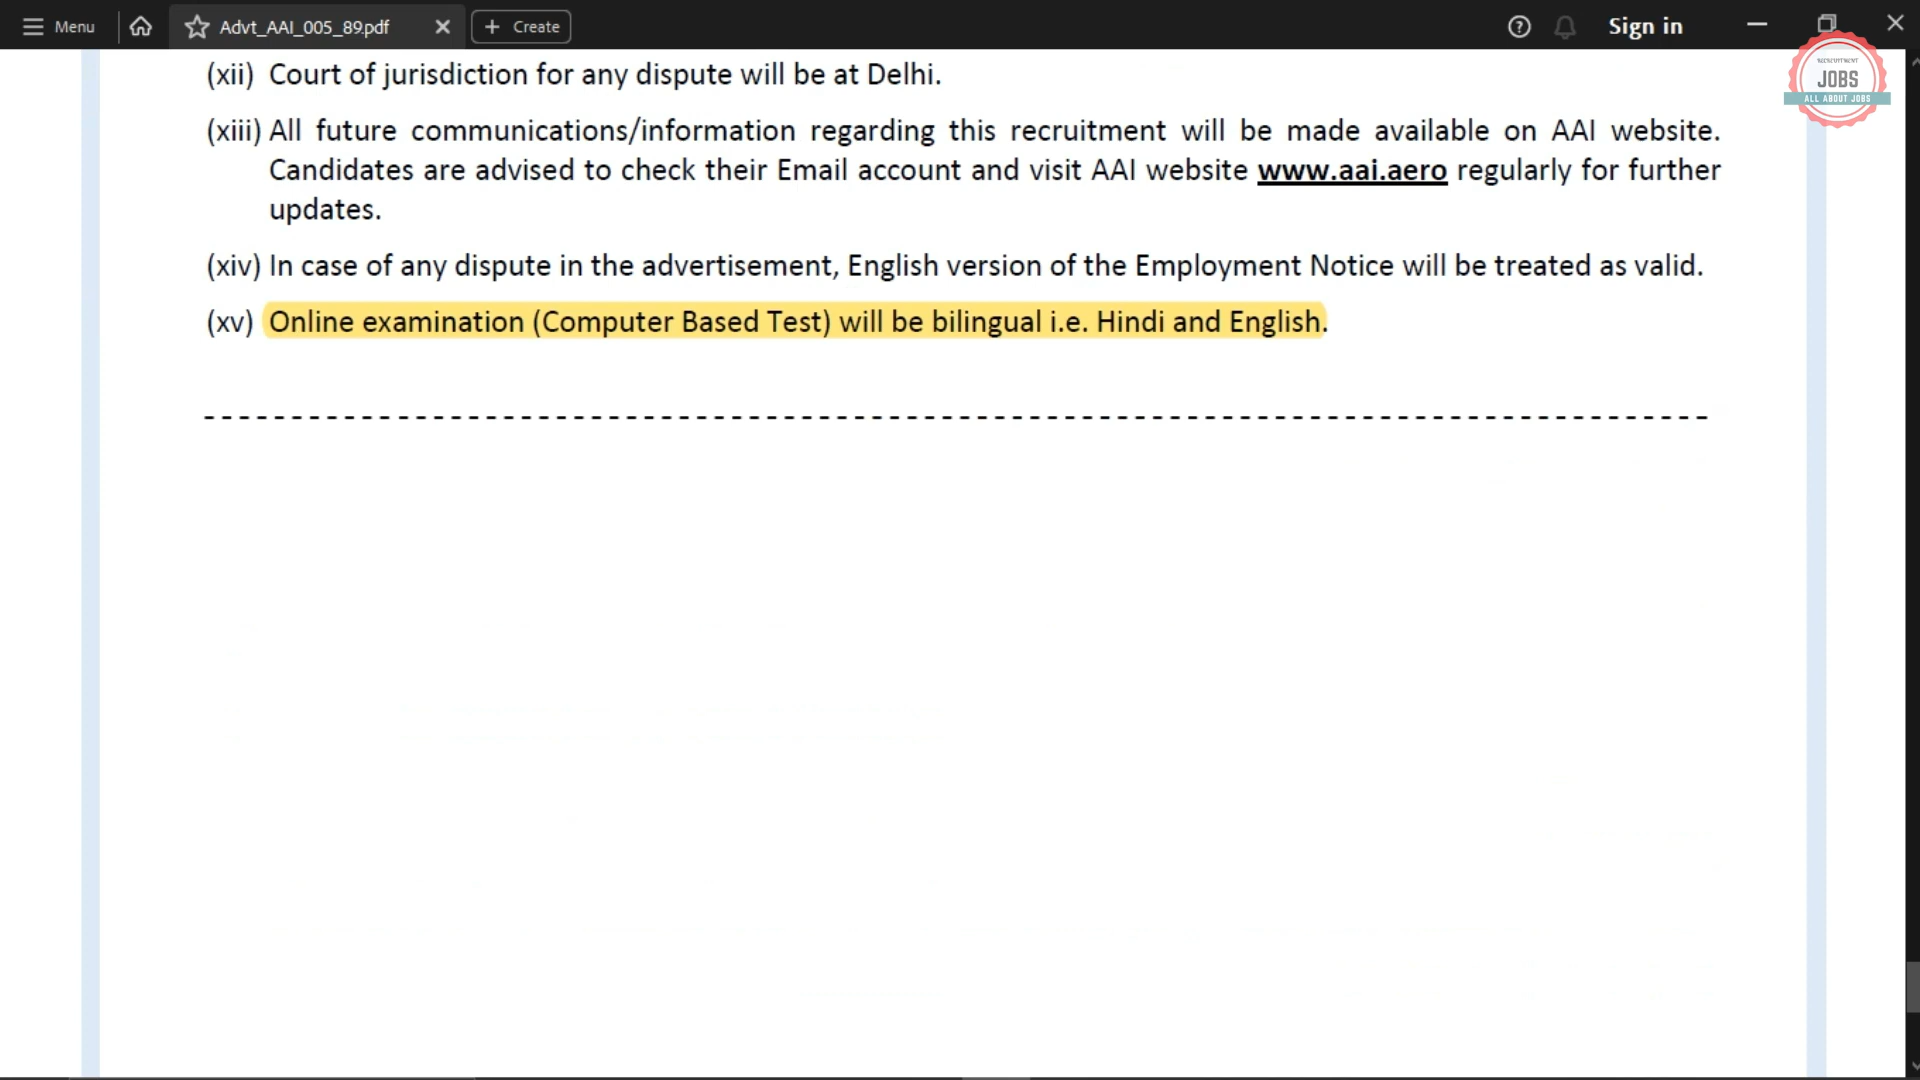 Menu
Advt_AAI_005_89.pdf
Create
Sign in
RECRUITMENT
JOBS
ALL ABOUT JOBS
(xii) Court of jurisdiction for any dispute will be at Delhi.
(xiii) All future communications/information regarding this recruitment will be made available on AAI website.
Candidates are advised to check their Email account and visit AAI website www.aai.aero regularly for further
updates.
(xiv) In case of any dispute in the advertisement, English version of the Employment Notice will be treated as valid.
(xv) Online examination (Computer Based Test) will be bilingual i.e. Hindi and English.